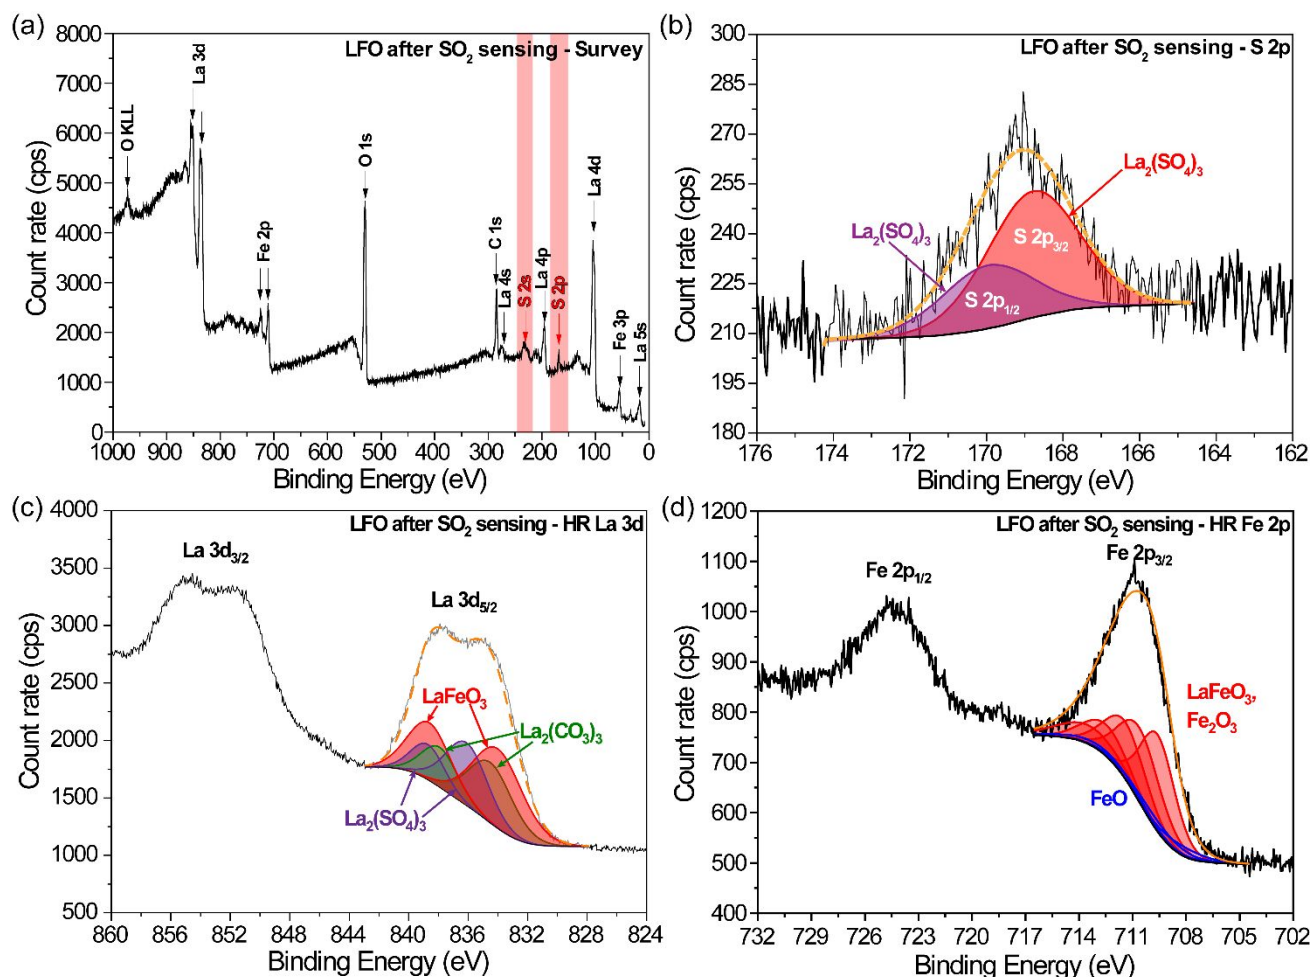 (a)
LFO after SO2 sensing - Survey
Count rate (cps)
8000
7000
6000
5000
4000
3000
2000
1000
0
O KLL
La 3d
Fe 2p
O 1s
C 1s
La 4s
S 2s
La 4p
S 2p
La 4d
Fe 3p
La 5s
1000 900 800 700 600 500 400 300 200 100 0
Binding Energy (eV)
(b)
LFO after SO2 sensing - S 2p
Count rate (cps)
300
285
270
255
240
225
210
195
180
La2(SO4)3
La2(SO4)3
S 2p3/2
S 2p1/2
176 174 172 170 168 166 164 162
Binding Energy (eV)
(c)
LFO after SO2 sensing - HR La 3d
Count rate (cps)
4000
3500
3000
2500
2000
1500
1000
500
La 3d3/2
La 3d5/2
LaFeO3
La2(CO3)3
La2(SO4)3
860 856 852 848 844 840 836 832 828 824
Binding Energy (eV)
(d)
LFO after SO2 sensing - HR Fe 2p
Count rate (cps)
1200
1100
1000
900
800
700
600
500
400
Fe 2p1/2
Fe 2p3/2
LaFeO3,
Fe2O3
FeO
732 729 726 723 720 717 714 711 708 705 702
Binding Energy (eV)